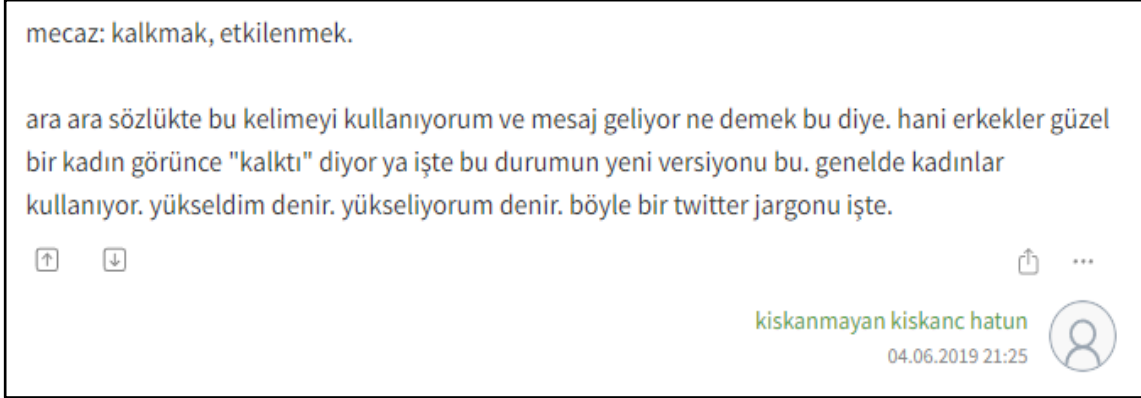 mecaz: kalkmak, etkilenmek.
ara ara sözlükte bu kelimeyi kullanıyorum ve mesaj geliyor ne demek bu diye. hani erkekler güzel
bir kadın görünce "kalktı" diyor ya işte bu durumun yeni versiyonu bu. genelde kadınlar
kullanıyor. yükseldim denir. yükseliyorum denir. böyle bir twitter jargonu işte.
kiskanmayan kiskanc hatun
04.06.2019 21:25